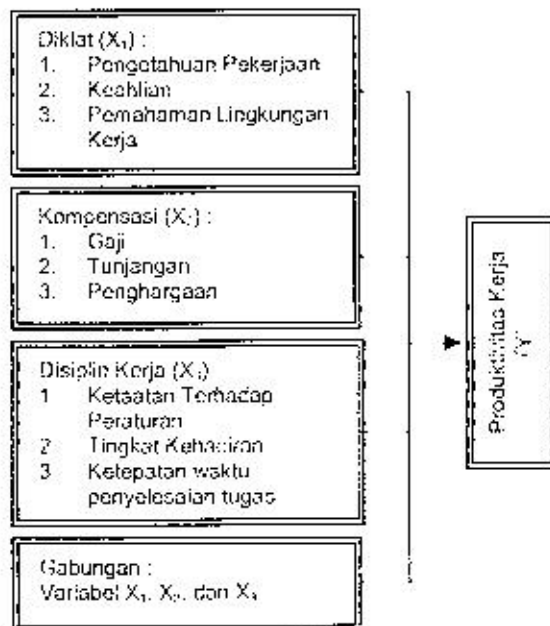 Diklat (X₁) :
1. Pengetahuan Pekerjaan
2. Keahlian
3. Pemahaman Lingkungan
Kerja
Kompensasi (X₂) :
1. Gaji
2. Tunjangan
3. Penghargaan
Disiplin Kerja (X₃)
1 Ketaatan Terhadap
Peraturan
2 Tingkat Kehadiran
3 Ketepatan waktu
penyelesaian tugas
Gabungan :
Variabel X₁, X₂, dan X₃
Produktivitas Kerja
(Y)